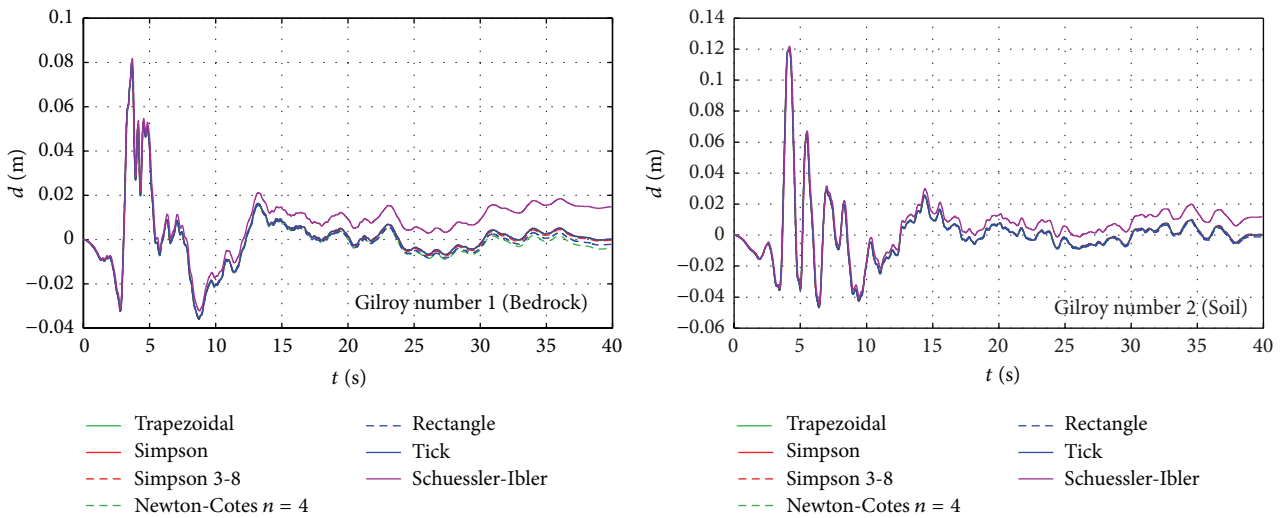 0.1
0.08
0.06
0.04
0.02
0
−0.02
−0.04
d (m)
Gilroy number 1 (Bedrock)
0 5 10 15 20 25 30 35 40
t (s)
Trapezoidal
Simpson
Simpson 3-8
Newton-Cotes n = 4
Rectangle
Tick
Schuessler-Ibler
0.14
0.12
0.1
0.08
0.06
0.04
0.02
0
−0.02
−0.04
−0.06
d (m)
Gilroy number 2 (Soil)
0 5 10 15 20 25 30 35 40
t (s)
Trapezoidal
Simpson
Simpson 3-8
Newton-Cotes n = 4
Rectangle
Tick
Schuessler-Ibler